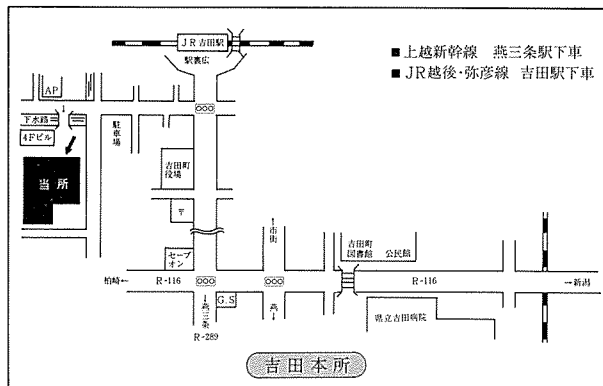 JR吉田駅
駅裏広
■上越新幹線 燕三条駅下車
■JR越後・弥彦線 吉田駅下車
AP
下水路
4Fビル
駐車場
当所
吉田町
役場
〒
セーブ
オン
←市街
吉田町
図書館 公民館
柏崎←
R-116
R-116
→新潟
G.S
←燕三条
燕→
県立吉田病院
R-289
吉田本所